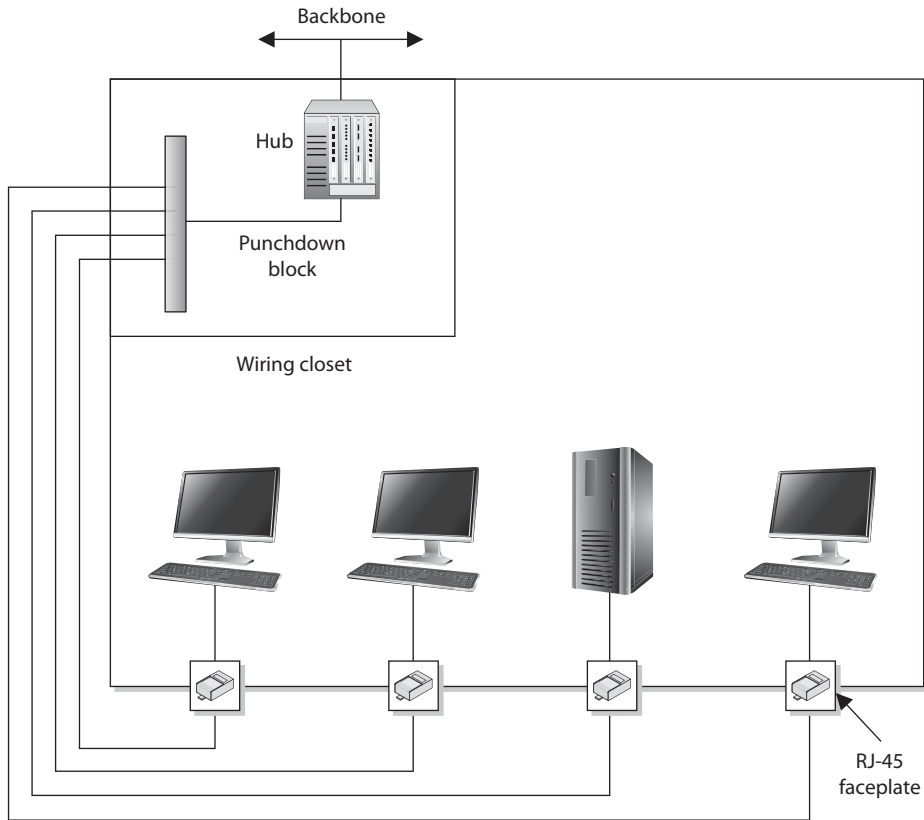 Backbone
Hub
Punchdown
block
Wiring closet
RJ-45
faceplate